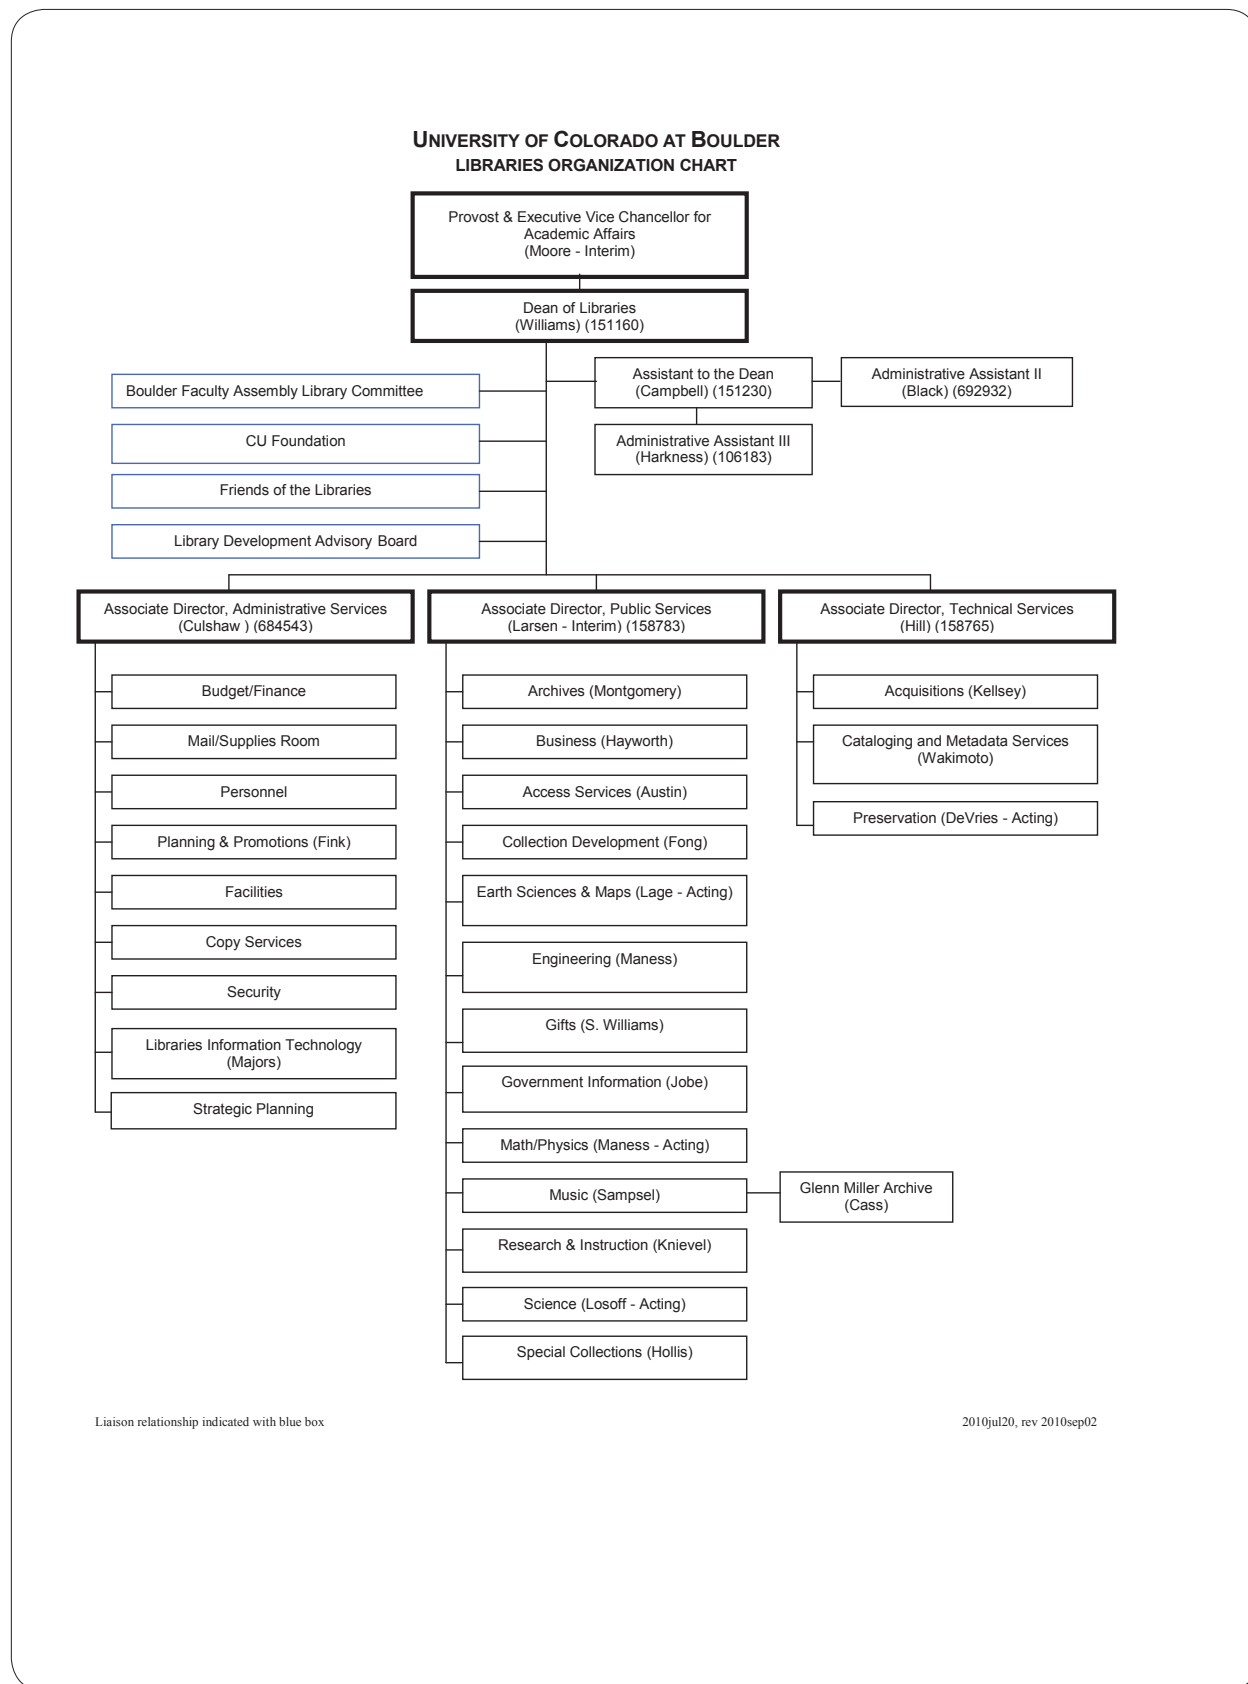 UNIVERSITY OF COLORADO AT BOULDER
LIBRARIES ORGANIZATION CHART
Provost & Executive Vice Chancellor for
Academic Affairs
(Moore - Interim)
Dean of Libraries
(Williams) (151160)
Assistant to the Dean
(Campbell) (151230)
Administrative Assistant II
(Black) (692932)
Administrative Assistant III
(Harkness) (106183)
Boulder Faculty Assembly Library Committee
CU Foundation
Friends of the Libraries
Library Development Advisory Board
Associate Director, Administrative Services
(Culshaw ) (684543)
Budget/Finance
Mail/Supplies Room
Personnel
Planning & Promotions (Fink)
Facilities
Copy Services
Security
Libraries Information Technology
(Majors)
Strategic Planning
Associate Director, Public Services
(Larsen - Interim) (158783)
Archives (Montgomery)
Business (Hayworth)
Access Services (Austin)
Collection Development (Fong)
Earth Sciences & Maps (Lage - Acting)
Engineering (Maness)
Gifts (S. Williams)
Government Information (Jobe)
Math/Physics (Maness - Acting)
Music (Sampsel)
Glenn Miller Archive
(Cass)
Research & Instruction (Knievel)
Science (Losoff - Acting)
Special Collections (Hollis)
Associate Director, Technical Services
(Hill) (158765)
Acquisitions (Kellsey)
Cataloging and Metadata Services
(Wakimoto)
Preservation (DeVries - Acting)
Liaison relationship indicated with blue box
2010jul20, rev 2010sep02